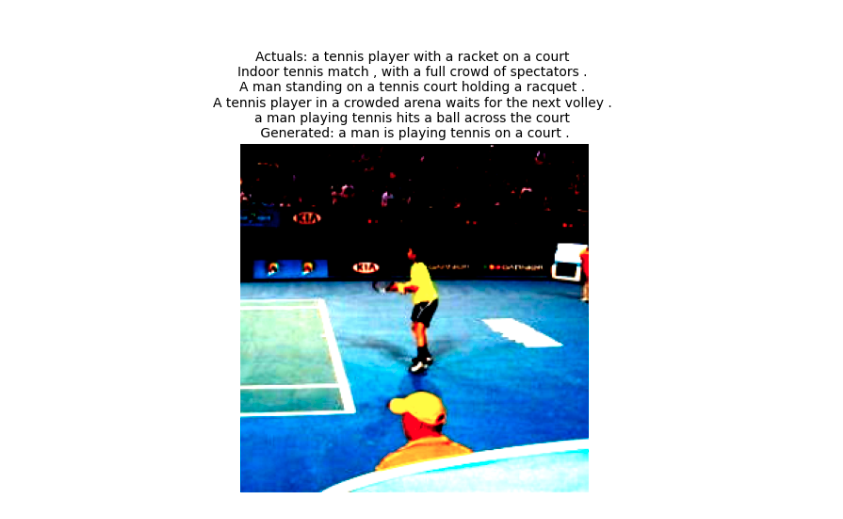 Actuals: a tennis player with a racket on a court
Indoor tennis match , with a full crowd of spectators .
A man standing on a tennis court holding a racquet .
A tennis player in a crowded arena waits for the next volley .
a man playing tennis hits a ball across the court
Generated: a man is playing tennis on a court .
KIA
KIA